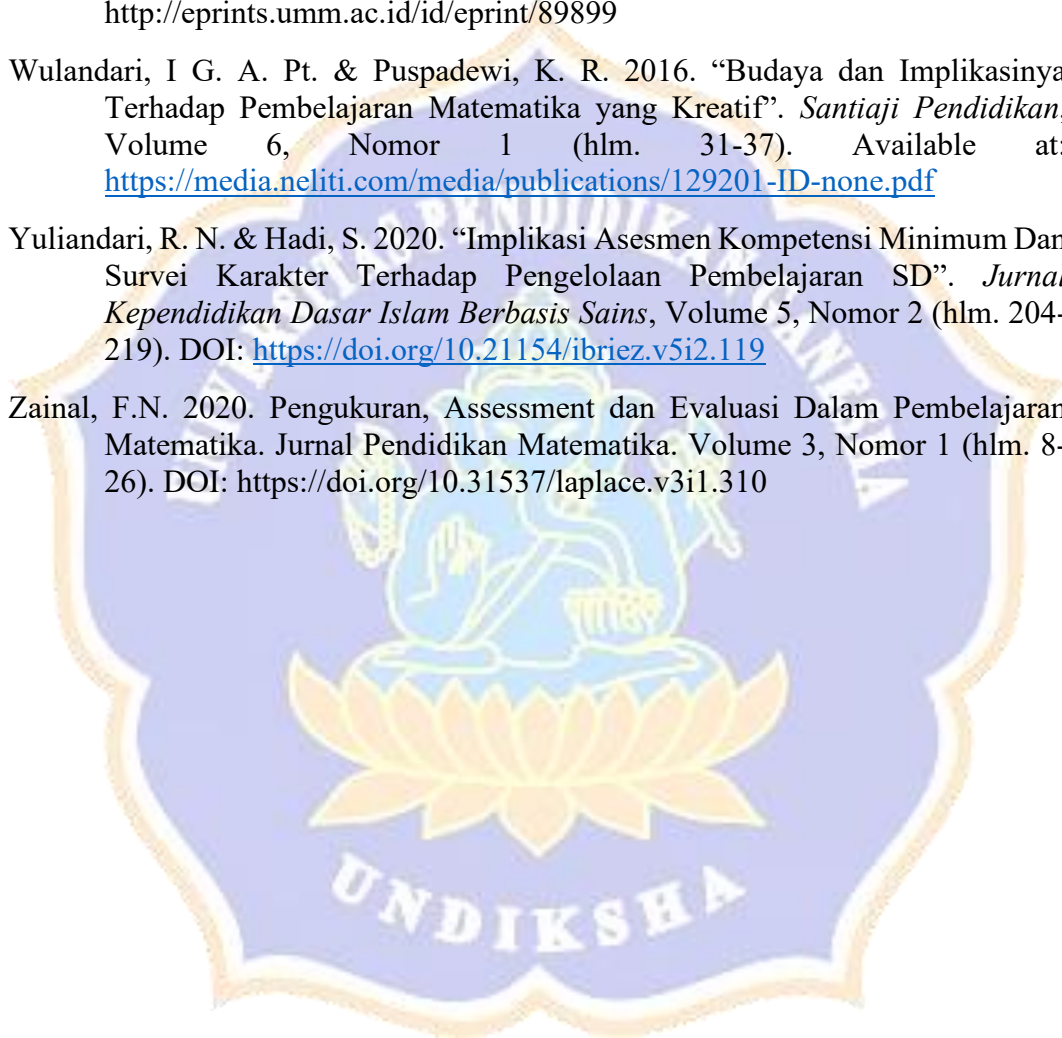 http://eprints.umm.ac.id/id/eprint/89899
Wulandari, I G. A. Pt. & Puspadewi, K. R. 2016. “Budaya dan Implikasinya
Terhadap Pembelajaran Matematika yang Kreatif”. Santiaji Pendidikan,
Volume 6, Nomor 1 (hlm. 31-37). Available at:
https://media.neliti.com/media/publications/129201-ID-none.pdf
Yuliandari, R. N. & Hadi, S. 2020. “Implikasi Asesmen Kompetensi Minimum Dan
Survei Karakter Terhadap Pengelolaan Pembelajaran SD”. Jurnal
Kependidikan Dasar Islam Berbasis Sains, Volume 5, Nomor 2 (hlm. 204-
219). DOI: https://doi.org/10.21154/ibriez.v5i2.119
Zainal, F.N. 2020. Pengukuran, Assessment dan Evaluasi Dalam Pembelajaran
Matematika. Jurnal Pendidikan Matematika. Volume 3, Nomor 1 (hlm. 8-
26). DOI: https://doi.org/10.31537/laplace.v3i1.310
UNIVERSITAS PENDIDIKAN GANESHA
UNDIKSHA